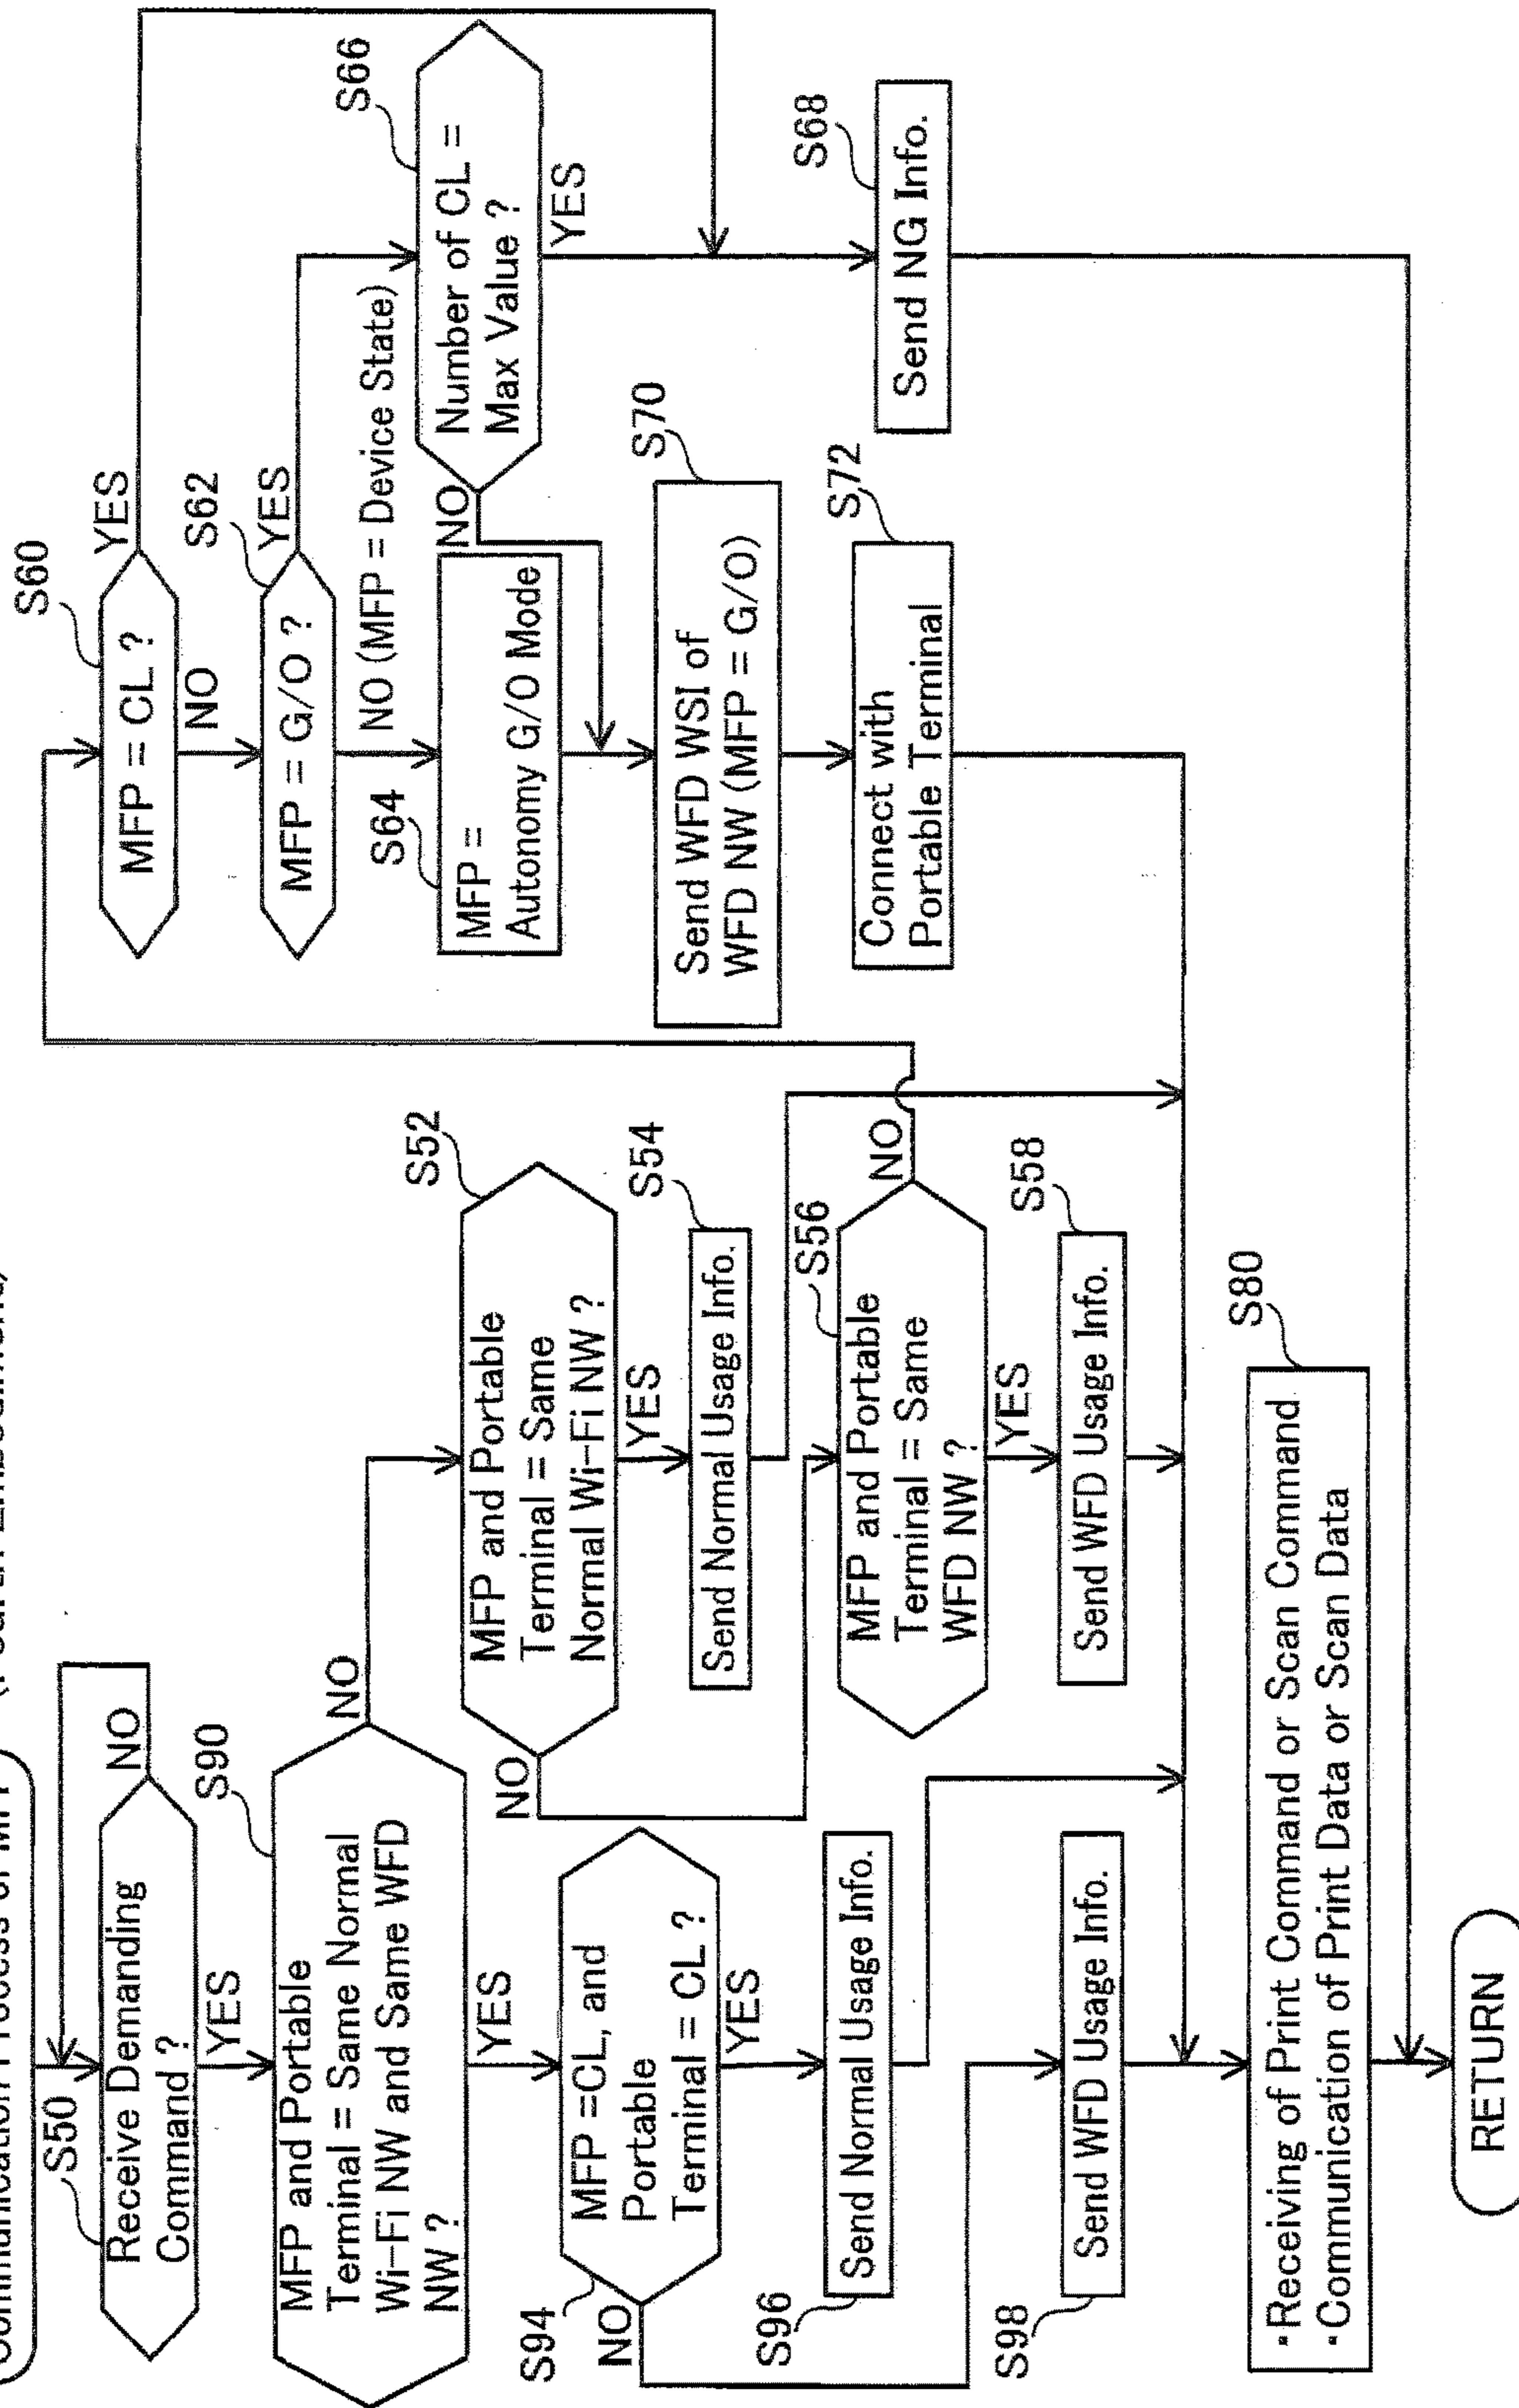 Communication Process of MFP
(Fourth Embodiment)
S50
Receive Demanding
Command ?
NO
YES
S90
MFP and Portable
Terminal = Same Normal
Wi-Fi NW and Same WFD
NW ?
NO
YES
S94
MFP =CL, and
Portable
Terminal = CL ?
NO
YES
S96
Send Normal Usage Info.
S98
Send WFD Usage Info.
S52
MFP and Portable
Terminal = Same
Normal Wi-Fi NW ?
NO
YES
S54
Send Normal Usage Info.
S56
MFP and Portable
Terminal = Same
WFD NW ?
NO
YES
S58
Send WFD Usage Info.
S60
MFP = CL ?
YES
NO
S62
MFP = G/O ?
YES
NO (MFP = Device State)
S64
MFP =
Autonomy G/O Mode
S66
Number of CL =
Max Value ?
NO
YES
S68
Send NG Info.
S70
Send WFD WSI of
WFD NW (MFP = G/O)
S72
Connect with
Portable Terminal
S80
·Receiving of Print Command or Scan Command
·Communication of Print Data or Scan Data
RETURN